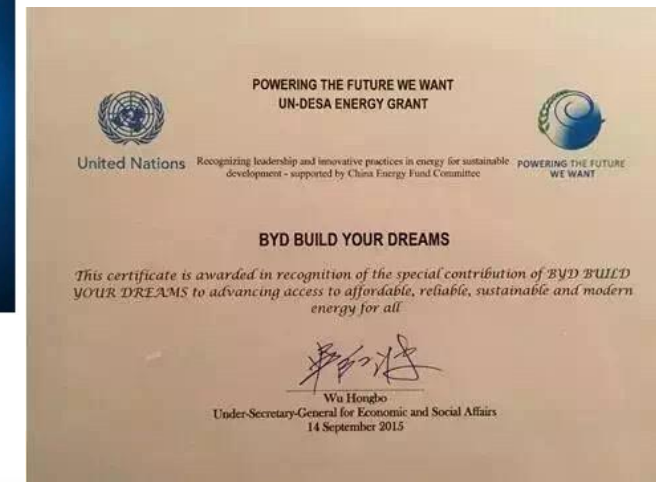 POWERING THE FUTURE WE WANT
UN-DESA ENERGY GRANT
United Nations
Recognizing leadership and innovative practices in energy for sustainable
development - supported by China Energy Fund Committee
POWERING THE FUTURE
WE WANT
BYD BUILD YOUR DREAMS
This certificate is awarded in recognition of the special contribution of BYD BUILD
YOUR DREAMS to advancing access to affordable, reliable, sustainable and modern
energy for all
Wu Hongbo
Under-Secretary-General for Economic and Social Affairs
14 September 2015